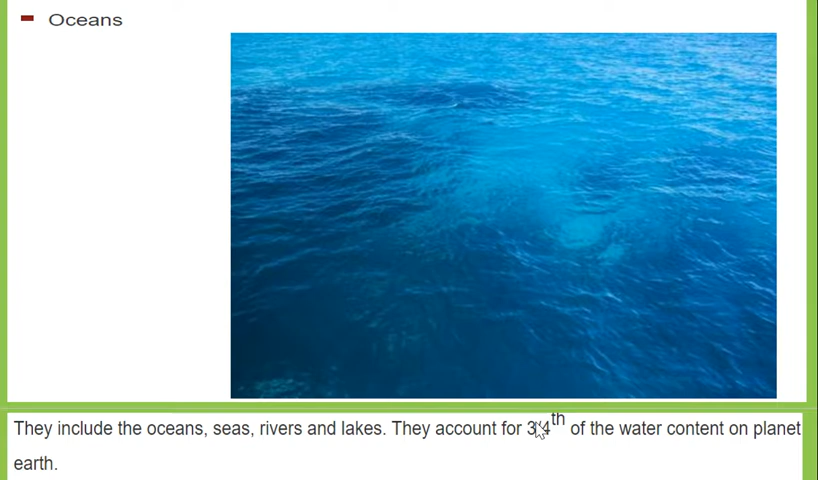 Oceans
They include the oceans, seas, rivers and lakes. They account for 3/4th of the water content on planet
earth.